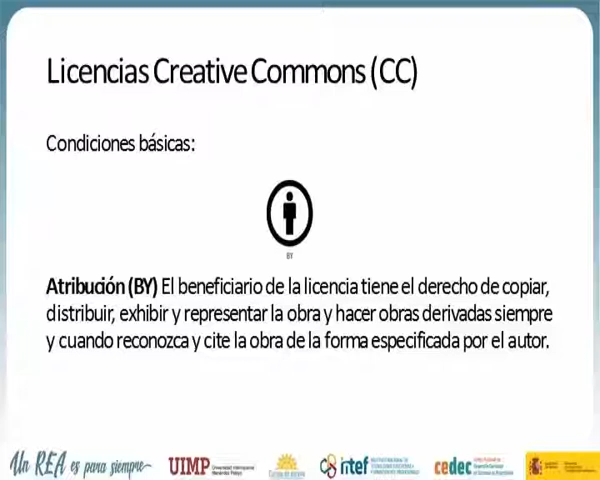 Licencias Creative Commons (CC)
Condiciones básicas:
BY
Atribución (BY) El beneficiario de la licencia tiene el derecho de copiar,
distribuir, exhibir y representar la obra y hacer obras derivadas siempre
y cuando reconozca y cite la obra de la forma especificada por el autor.
Un REA es para siempre
UIMP
intef
cedec